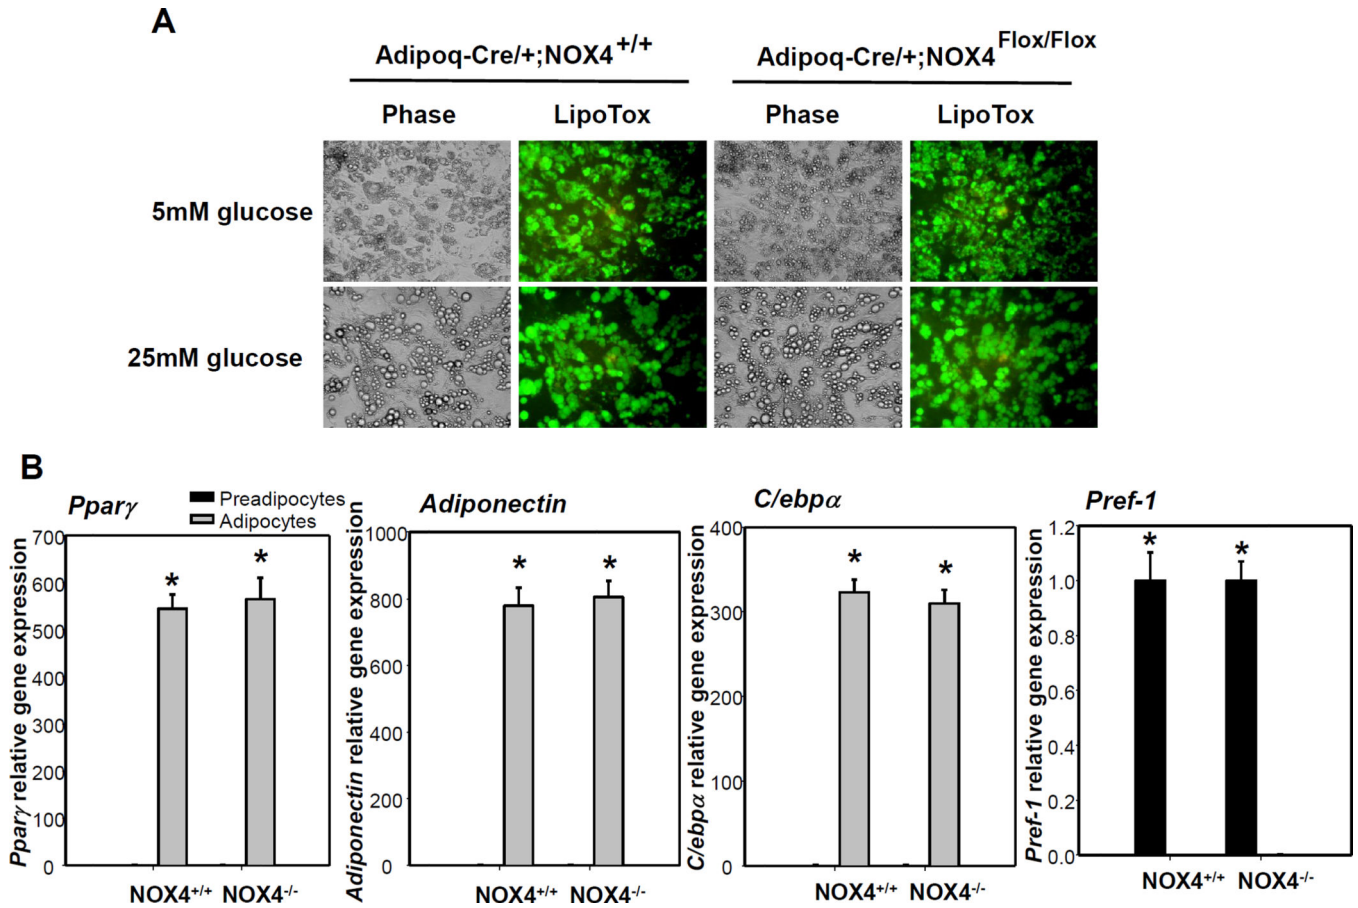 A
Adipoq-Cre/+;NOX4+/+
Adipoq-Cre/+;NOX4Flox/Flox
Phase
LipoTox
Phase
LipoTox
5mM glucose
25mM glucose
B
Pparγ
Preadipocytes
Adipocytes
Pparγ relative gene expression
700
600
500
400
300
200
100
0
NOX4+/+
NOX4-/-
*
*
Adiponectin
Adiponectin relative gene expression
1000
800
600
400
200
0
NOX4+/+
NOX4-/-
*
*
C/ebpα
C/ebpα relative gene expression
400
300
200
100
0
NOX4+/+
NOX4-/-
*
*
Pref-1
Pref-1 relative gene expression
1.2
1.0
0.8
0.6
0.4
0.2
0.0
NOX4+/+
NOX4-/-
*
*